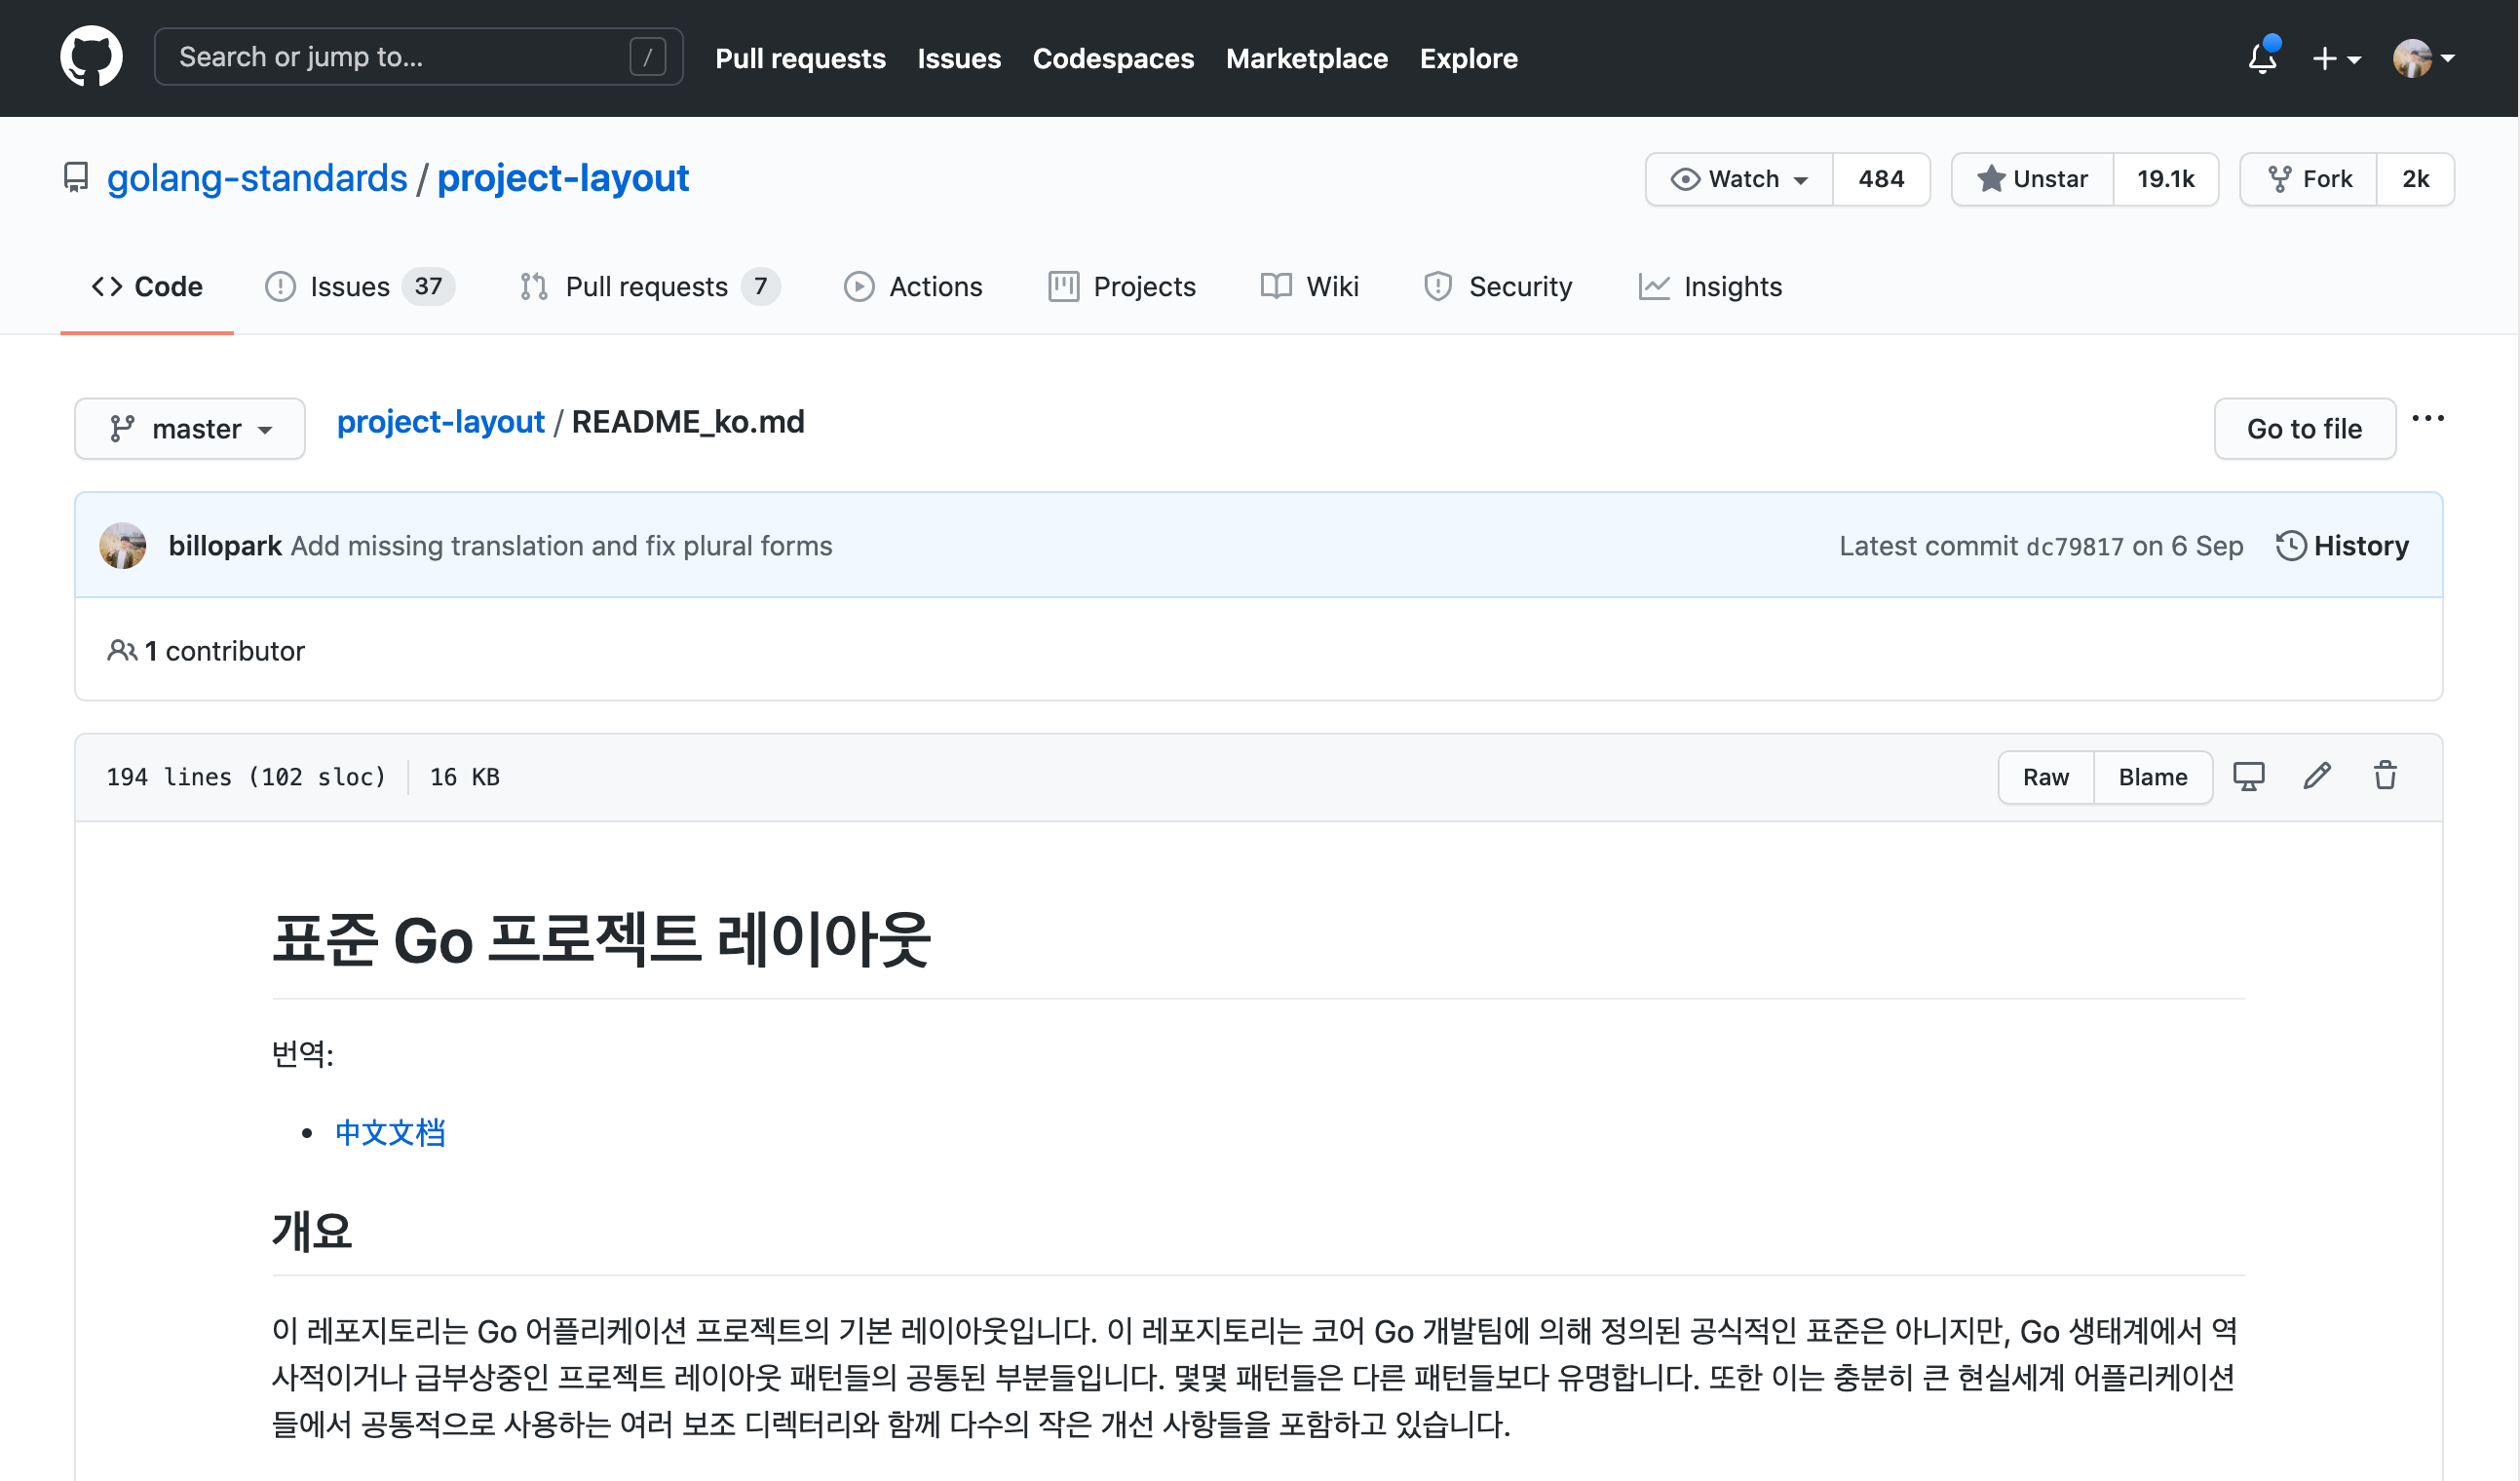 Search or jump to... /
Pull requests Issues Codespaces Marketplace Explore
golang-standards / project-layout
Watch 484 Unstar 19.1k Fork 2k
Code Issues 37 Pull requests 7 Actions Projects Wiki Security Insights
master project-layout / README_ko.md Go to file ...
billopark Add missing translation and fix plural forms Latest commit dc79817 on 6 Sep History
1 contributor
194 lines (102 sloc) 16 KB Raw Blame
표준 Go 프로젝트 레이아웃
번역:
• 中文文档
개요
이 레포지토리는 Go 어플리케이션 프로젝트의 기본 레이아웃입니다. 이 레포지토리는 코어 Go 개발팀에 의해 정의된 공식적인 표준은 아니지만, Go 생태계에서 역
사적이거나 급부상중인 프로젝트 레이아웃 패턴들의 공통된 부분들입니다. 몇몇 패턴들은 다른 패턴들보다 유명합니다. 또한 이는 충분히 큰 현실세계 어플리케이션
들에서 공통적으로 사용하는 여러 보조 디렉터리와 함께 다수의 작은 개선 사항들을 포함하고 있습니다.